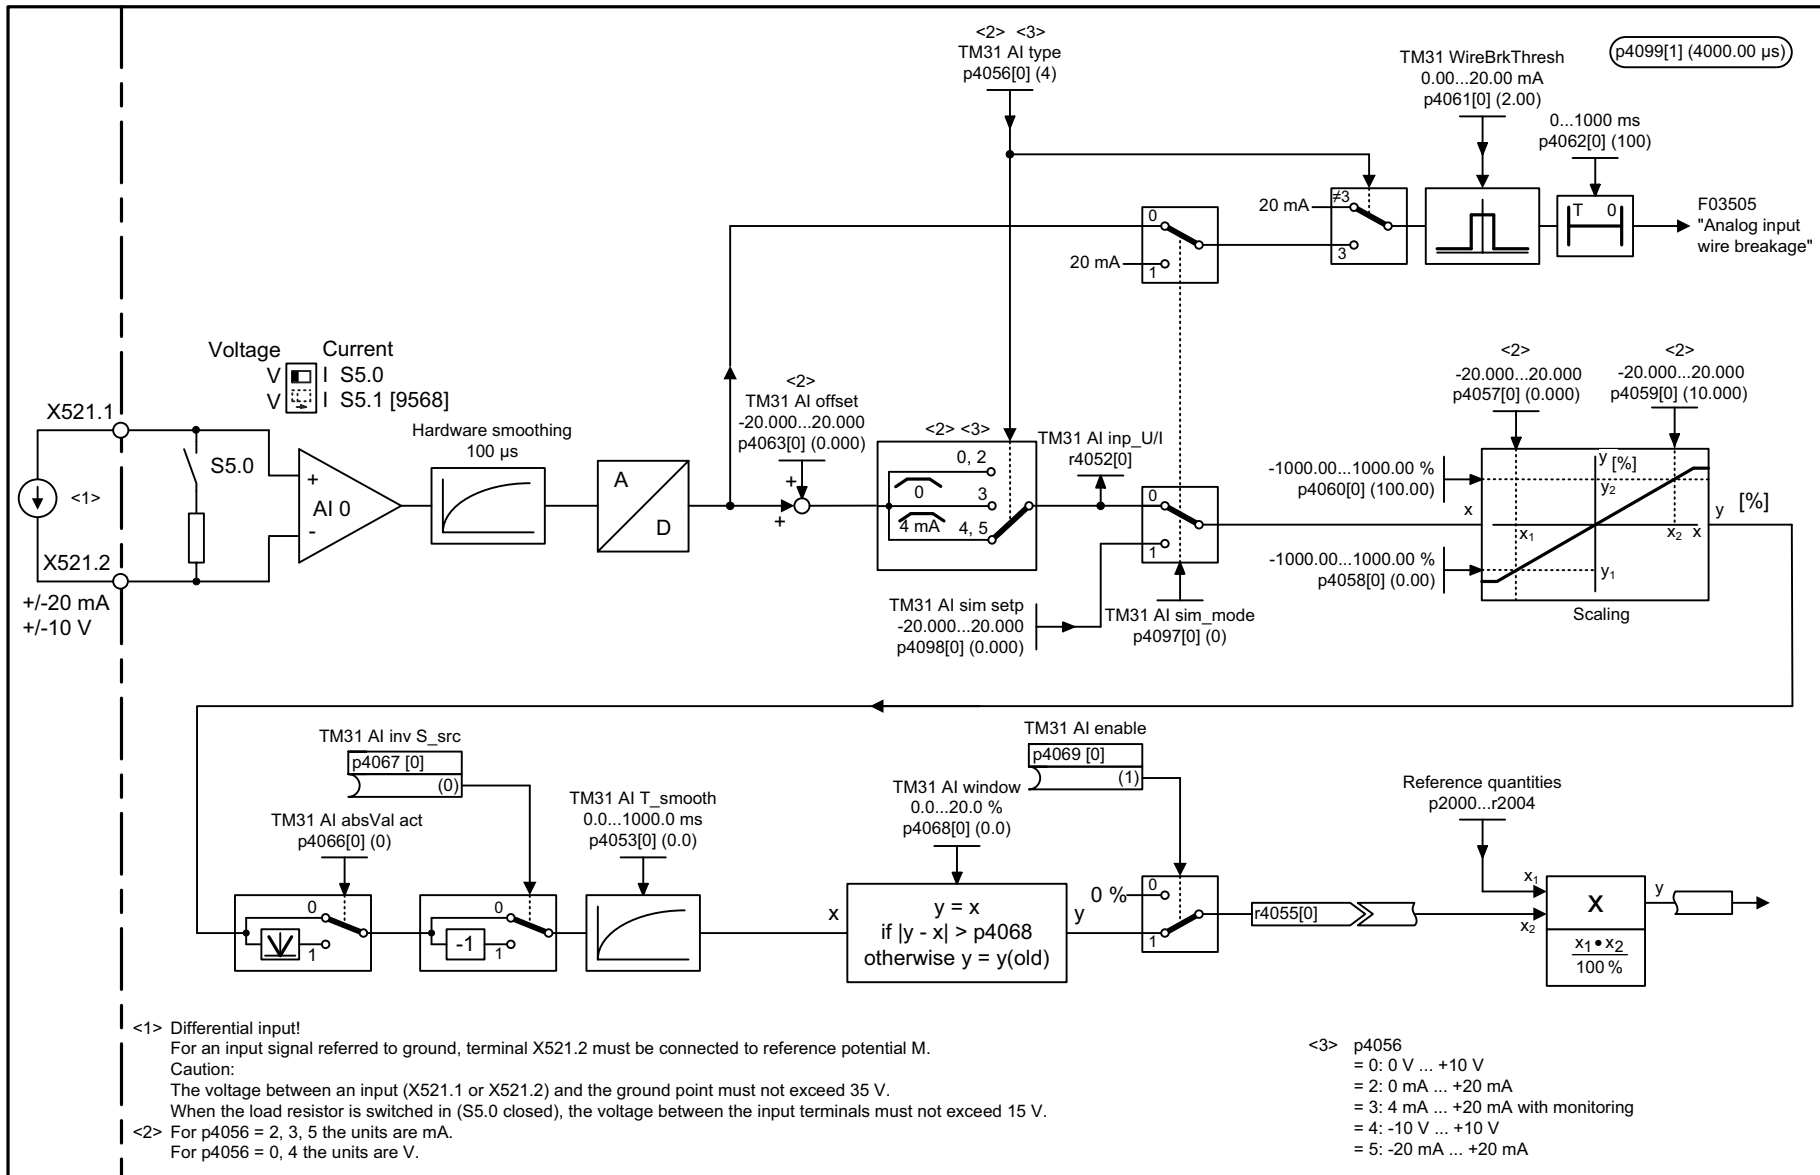 <2> <3>
TM31 AI type
p4056[0] (4)
TM31 WireBrkThresh
0.00...20.00 mA
p4061[0] (2.00)
p4099[1] (4000.00 µs)
0...1000 ms
p4062[0] (100)
20 mA
≠3
3
T 0
F03505
"Analog input
wire breakage"
0
20 mA
1
Voltage Current
V I S5.0
V I S5.1 [9568]
X521.1
S5.0
<1>
X521.2
+/-20 mA
+/-10 V
+
AI 0
-
Hardware smoothing
100 µs
A
D
<2>
TM31 AI offset
-20.000...20.000
p4063[0] (0.000)
+
+
<2> <3>
0, 2
0
3
4 mA
4, 5
TM31 AI inp_U/I
r4052[0]
0
1
TM31 AI sim setp
-20.000...20.000
p4098[0] (0.000)
TM31 AI sim_mode
p4097[0] (0)
<2>
-20.000...20.000
p4057[0] (0.000)
<2>
-20.000...20.000
p4059[0] (10.000)
-1000.00...1000.00 %
p4060[0] (100.00)
x
-1000.00...1000.00 %
p4058[0] (0.00)
y [%]
y2
x1
x2 x
y1
y [%]
Scaling
TM31 AI inv S_src
p4067 [0]
(0)
TM31 AI absVal act
p4066[0] (0)
0
1
0
-1
1
TM31 AI T_smooth
0.0...1000.0 ms
p4053[0] (0.0)
TM31 AI window
0.0...20.0 %
p4068[0] (0.0)
x
y = x
if |y - x| > p4068
otherwise y = y(old)
y
TM31 AI enable
p4069 [0]
(1)
0 %
0
1
r4055[0]
Reference quantities
p2000...r2004
x1
x2
X
x1•x2
100 %
y
<1> Differential input!
For an input signal referred to ground, terminal X521.2 must be connected to reference potential M.
Caution:
The voltage between an input (X521.1 or X521.2) and the ground point must not exceed 35 V.
When the load resistor is switched in (S5.0 closed), the voltage between the input terminals must not exceed 15 V.
<2> For p4056 = 2, 3, 5 the units are mA.
For p4056 = 0, 4 the units are V.
<3> p4056
= 0: 0 V ... +10 V
= 2: 0 mA ... +20 mA
= 3: 4 mA ... +20 mA with monitoring
= 4: -10 V ... +10 V
= 5: -20 mA ... +20 mA